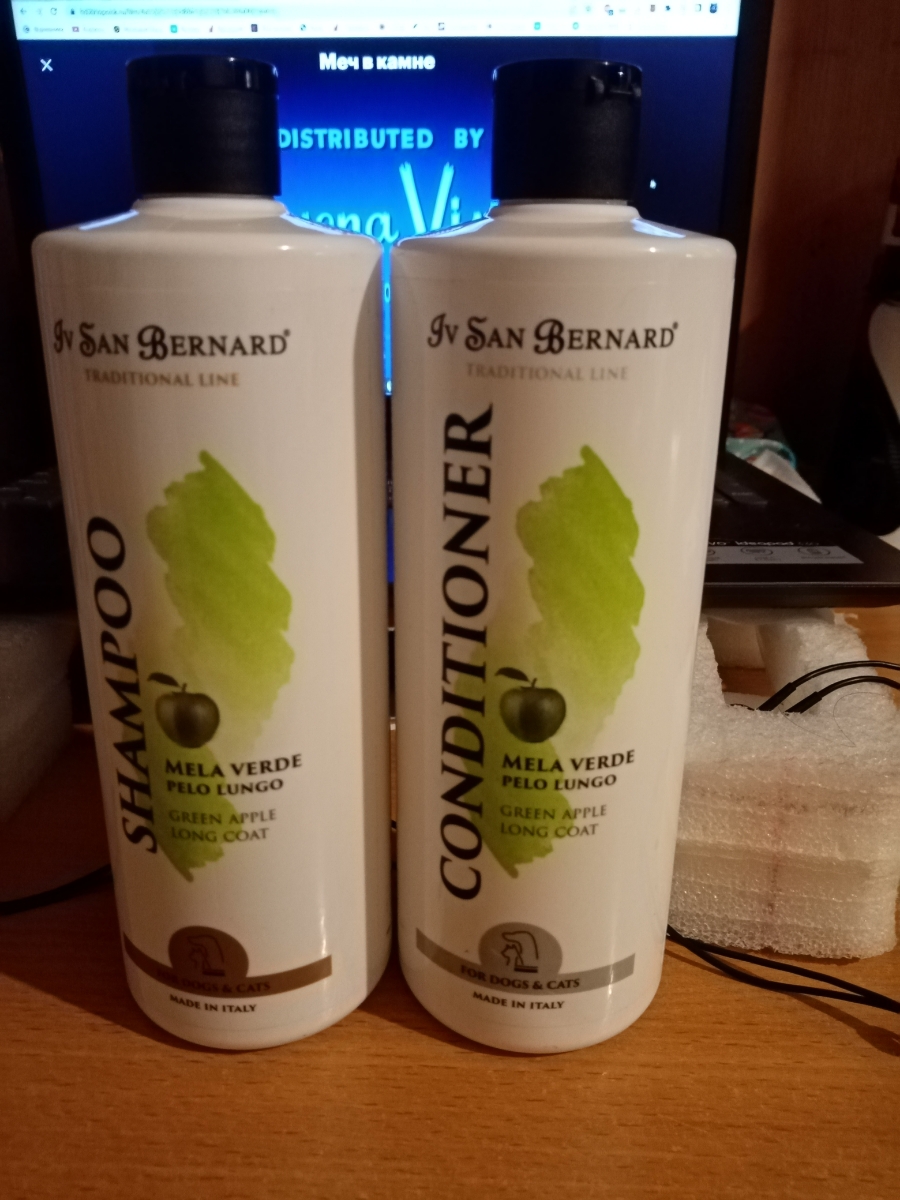 Меч в камне
DISTRIBUTED BY
IV SAN BERNARD®
TRADITIONAL LINE
SHAMPOO
MELA VERDE
PELO LUNGO
GREEN APPLE
LONG COAT
FOR DOGS & CATS
MADE IN ITALY
IV SAN BERNARD®
TRADITIONAL LINE
CONDITIONER
MELA VERDE
PELO LUNGO
GREEN APPLE
LONG COAT
FOR DOGS & CATS
MADE IN ITALY
ideapad